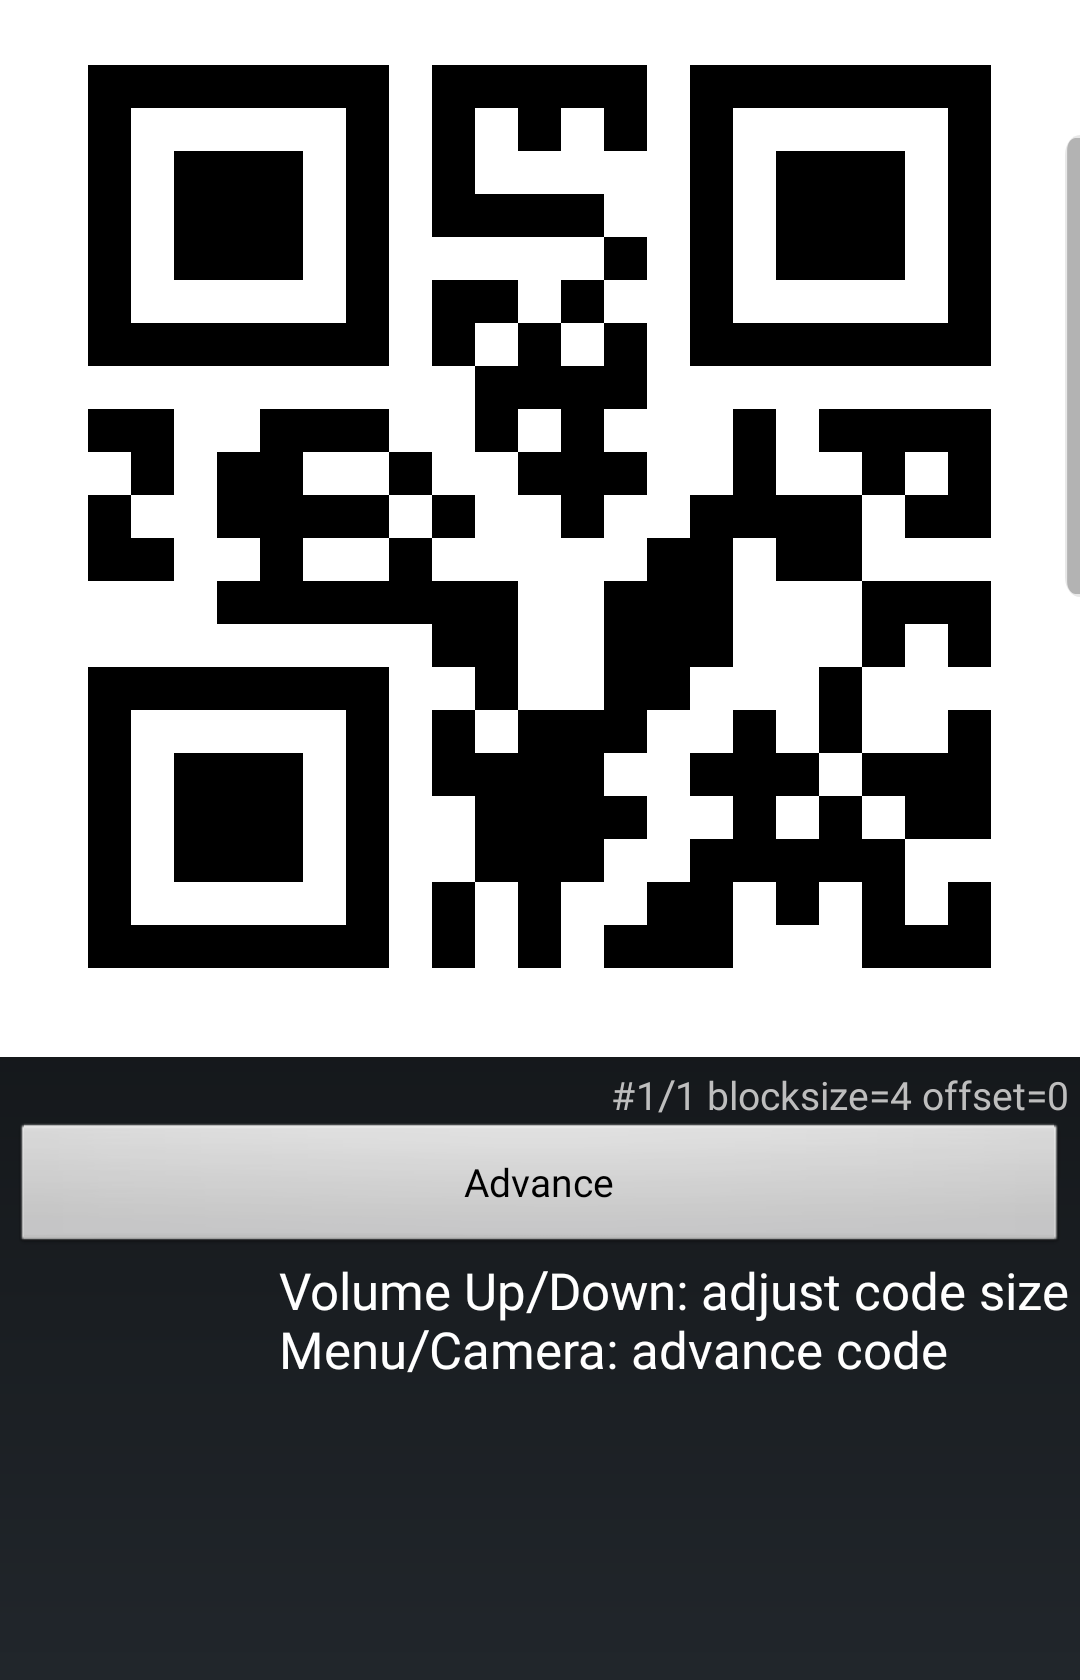 #1/1 blocksize=4 offset=0
Advance
Volume Up/Down: adjust code size
Menu/Camera: advance code